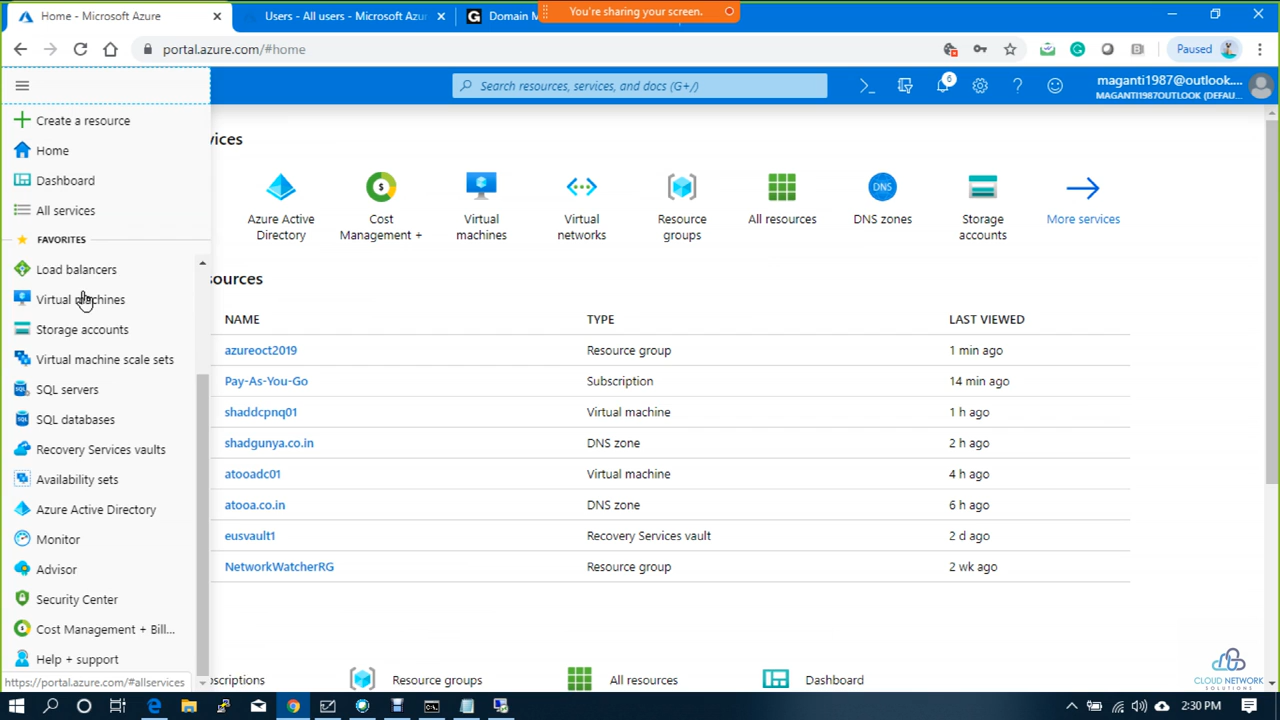 Home - Microsoft Azure
Users - All users - Microsoft Azu
G Domain M
You're sharing your screen.
portal.azure.com/#home
Paused
Search resources, services, and docs (G+/)
6
maganti1987@outlook....
MAGANTI1987OUTLOOK (DEFAU...
Create a resource
Home
Dashboard
All services
FAVORITES
Load balancers
Virtual machines
Storage accounts
Virtual machine scale sets
SQL servers
SQL databases
Recovery Services vaults
Availability sets
Azure Active Directory
Monitor
Advisor
Security Center
Cost Management + Bill...
Help + support
https://portal.azure.com/#allservices
vices
Azure Active Directory
Cost Management +
Virtual machines
Virtual networks
Resource groups
All resources
DNS
DNS zones
Storage accounts
More services
sources
NAME TYPE LAST VIEWED
azureoct2019 Resource group 1 min ago
Pay-As-You-Go Subscription 14 min ago
shaddcpnq01 Virtual machine 1 h ago
shadgunya.co.in DNS zone 2 h ago
atooadc01 Virtual machine 4 h ago
atooa.co.in DNS zone 6 h ago
eusvault1 Recovery Services vault 2 d ago
NetworkWatcherRG Resource group 2 wk ago
scriptions
Resource groups
All resources
Dashboard
CLOUD NETWORK
SOLUTIONS
2:30 PM